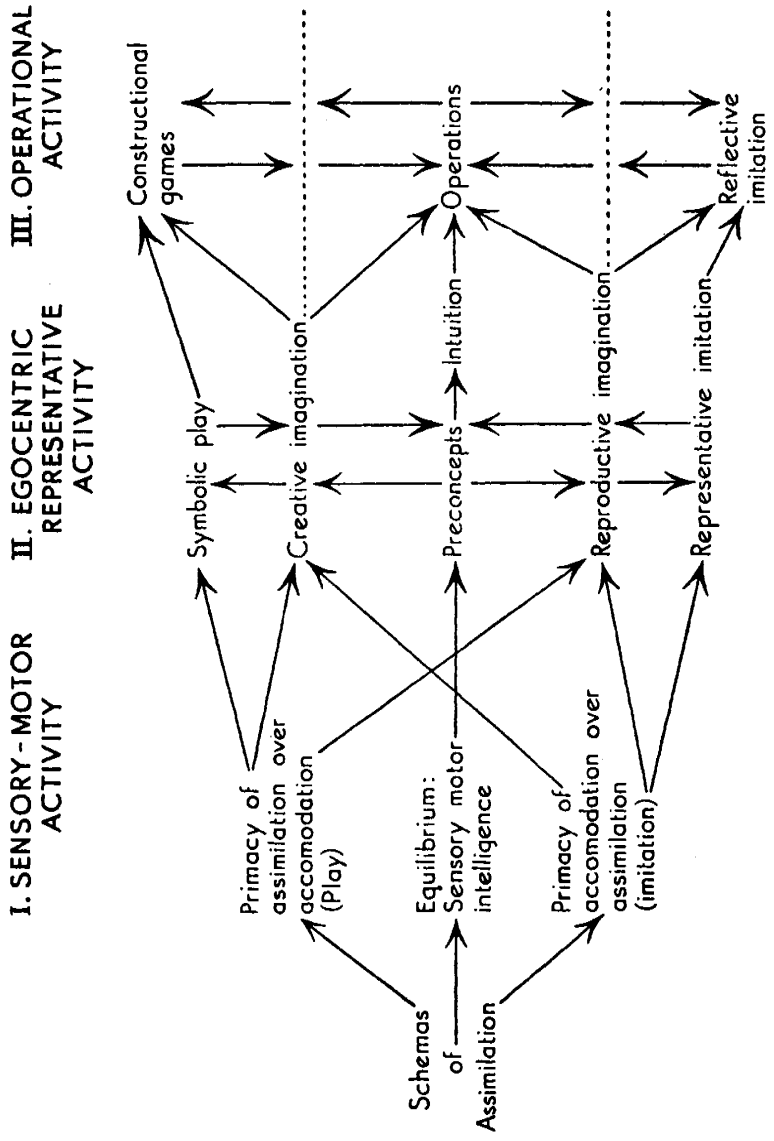 I. SENSORY-MOTOR
ACTIVITY
II. EGOCENTRIC
REPRESENTATIVE
ACTIVITY
III. OPERATIONAL
ACTIVITY
Schemas
of
Assimilation
Primacy of
assimilation over
accomodation
(Play)
Equilibrium:
Sensory motor
intelligence
Primacy of
accomodation over
assimilation
(imitation)
Symbolic play
Creative imagination
Preconcepts
Intuition
Reproductive imagination
Representative imitation
Constructional
games
Operations
Reflective
imitation